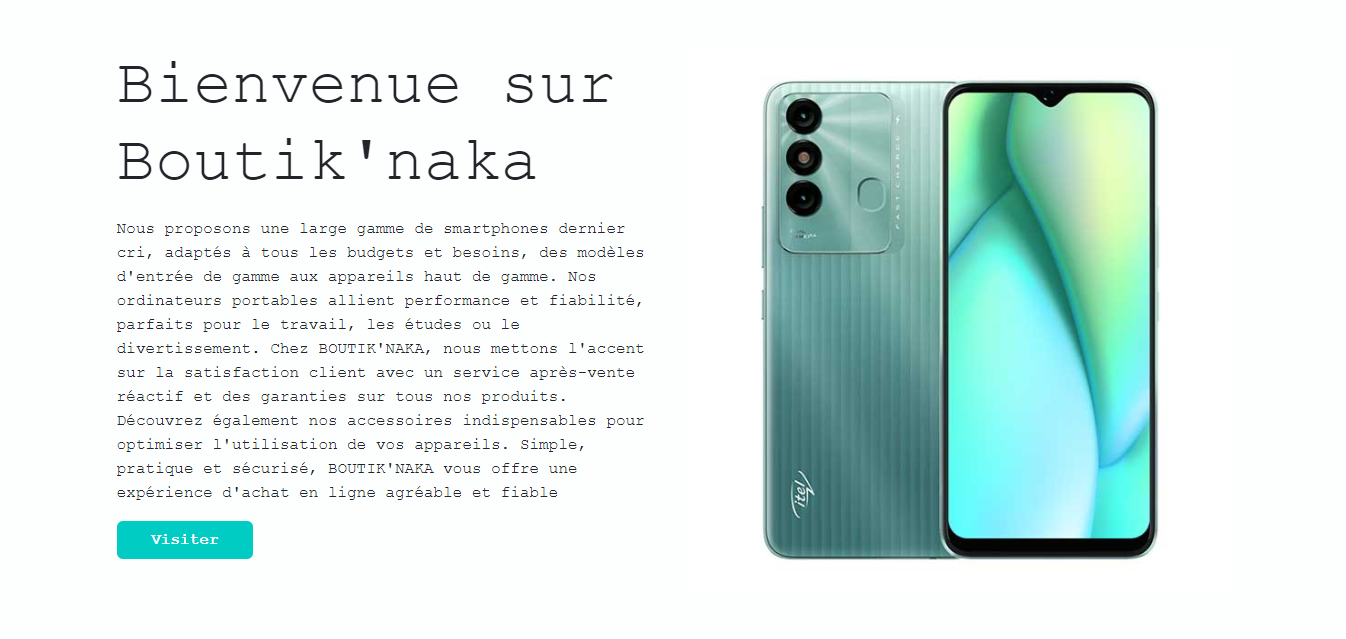 Bienvenue sur
Boutik'naka
Nous proposons une large gamme de smartphones dernier
cri, adaptés à tous les budgets et besoins, des modèles
d'entrée de gamme aux appareils haut de gamme. Nos
ordinateurs portables allient performance et fiabilité,
parfaits pour le travail, les études ou le
divertissement. Chez BOUTIK'NAKA, nous mettons l'accent
sur la satisfaction client avec un service après-vente
réactif et des garanties sur tous nos produits.
Découvrez également nos accessoires indispensables pour
optimiser l'utilisation de vos appareils. Simple,
pratique et sécurisé, BOUTIK'NAKA vous offre une
expérience d'achat en ligne agréable et fiable
Visiter
FAST CHARGE
itel